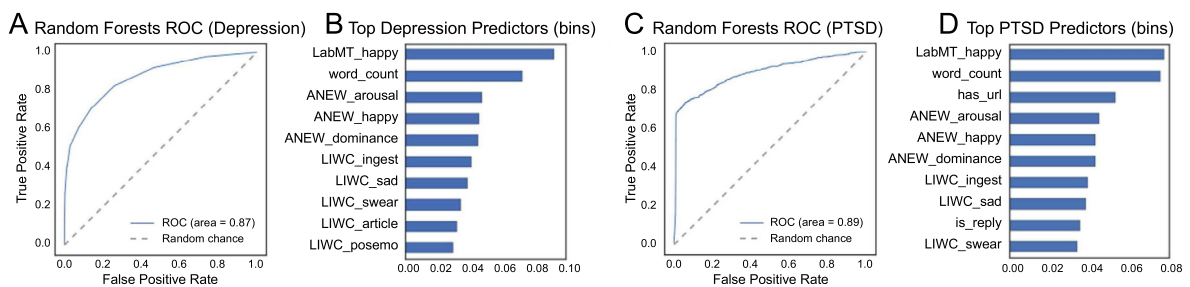 A Random Forests ROC (Depression)
1.0
0.8
0.6
0.4
0.2
0.0
True Positive Rate
ROC (area = 0.87)
Random chance
0.0 0.2 0.4 0.6 0.8 1.0
False Positive Rate
B Top Depression Predictors (bins)
LabMT_happy
word_count
ANEW_arousal
ANEW_happy
ANEW_dominance
LIWC_ingest
LIWC_sad
LIWC_swear
LIWC_article
LIWC_posemo
0.00 0.02 0.04 0.06 0.08 0.10
C Random Forests ROC (PTSD)
1.0
0.8
0.6
0.4
0.2
0.0
True Positive Rate
ROC (area = 0.89)
Random chance
0.0 0.2 0.4 0.6 0.8 1.0
False Positive Rate
D Top PTSD Predictors (bins)
LabMT_happy
word_count
has_url
ANEW_arousal
ANEW_happy
ANEW_dominance
LIWC_ingest
LIWC_sad
is_reply
LIWC_swear
0.00 0.02 0.04 0.06 0.08